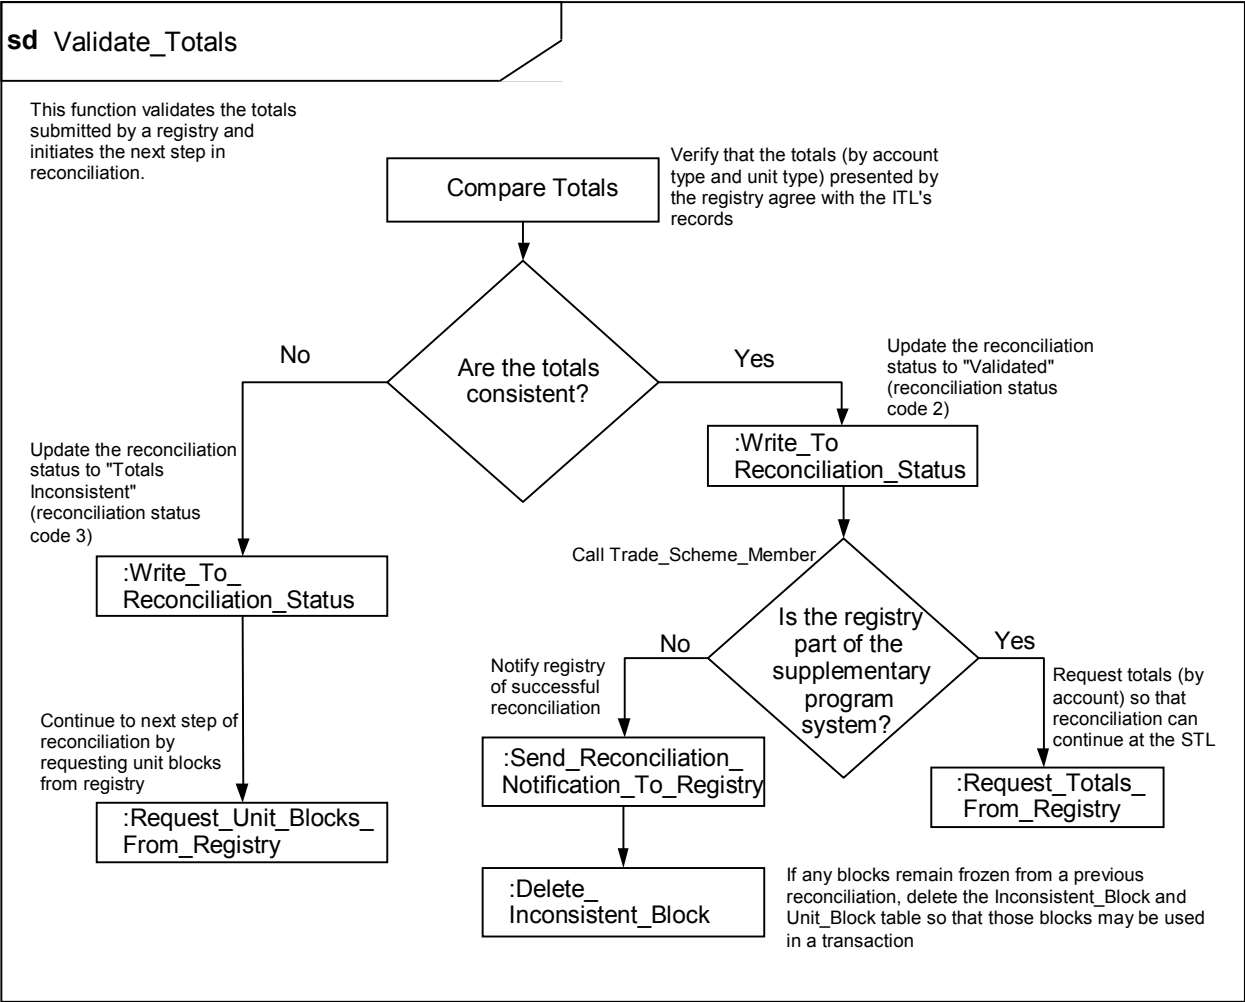 sd Validate_Totals
This function validates the totals
submitted by a registry and
initiates the next step in
reconciliation.
Compare Totals
Verify that the totals (by account
type and unit type) presented by
the registry agree with the ITL's
records
Are the totals
consistent?
No
Yes
Update the reconciliation
status to "Validated"
(reconciliation status
code 2)
:Write_To
Reconciliation_Status
Update the reconciliation
status to "Totals
Inconsistent"
(reconciliation status
code 3)
:Write_To_
Reconciliation_Status
Call Trade_Scheme_Member
Is the registry
part of the
supplementary
program
system?
No
Yes
Notify registry
of successful
reconciliation
Request totals (by
account) so that
reconciliation can
continue at the STL
Continue to next step of
reconciliation by
requesting unit blocks
from registry
:Send_Reconciliation_
Notification_To_Registry
:Request_Totals_
From_Registry
:Request_Unit_Blocks_
From_Registry
:Delete_
Inconsistent_Block
If any blocks remain frozen from a previous
reconciliation, delete the Inconsistent_Block and
Unit_Block table so that those blocks may be used
in a transaction